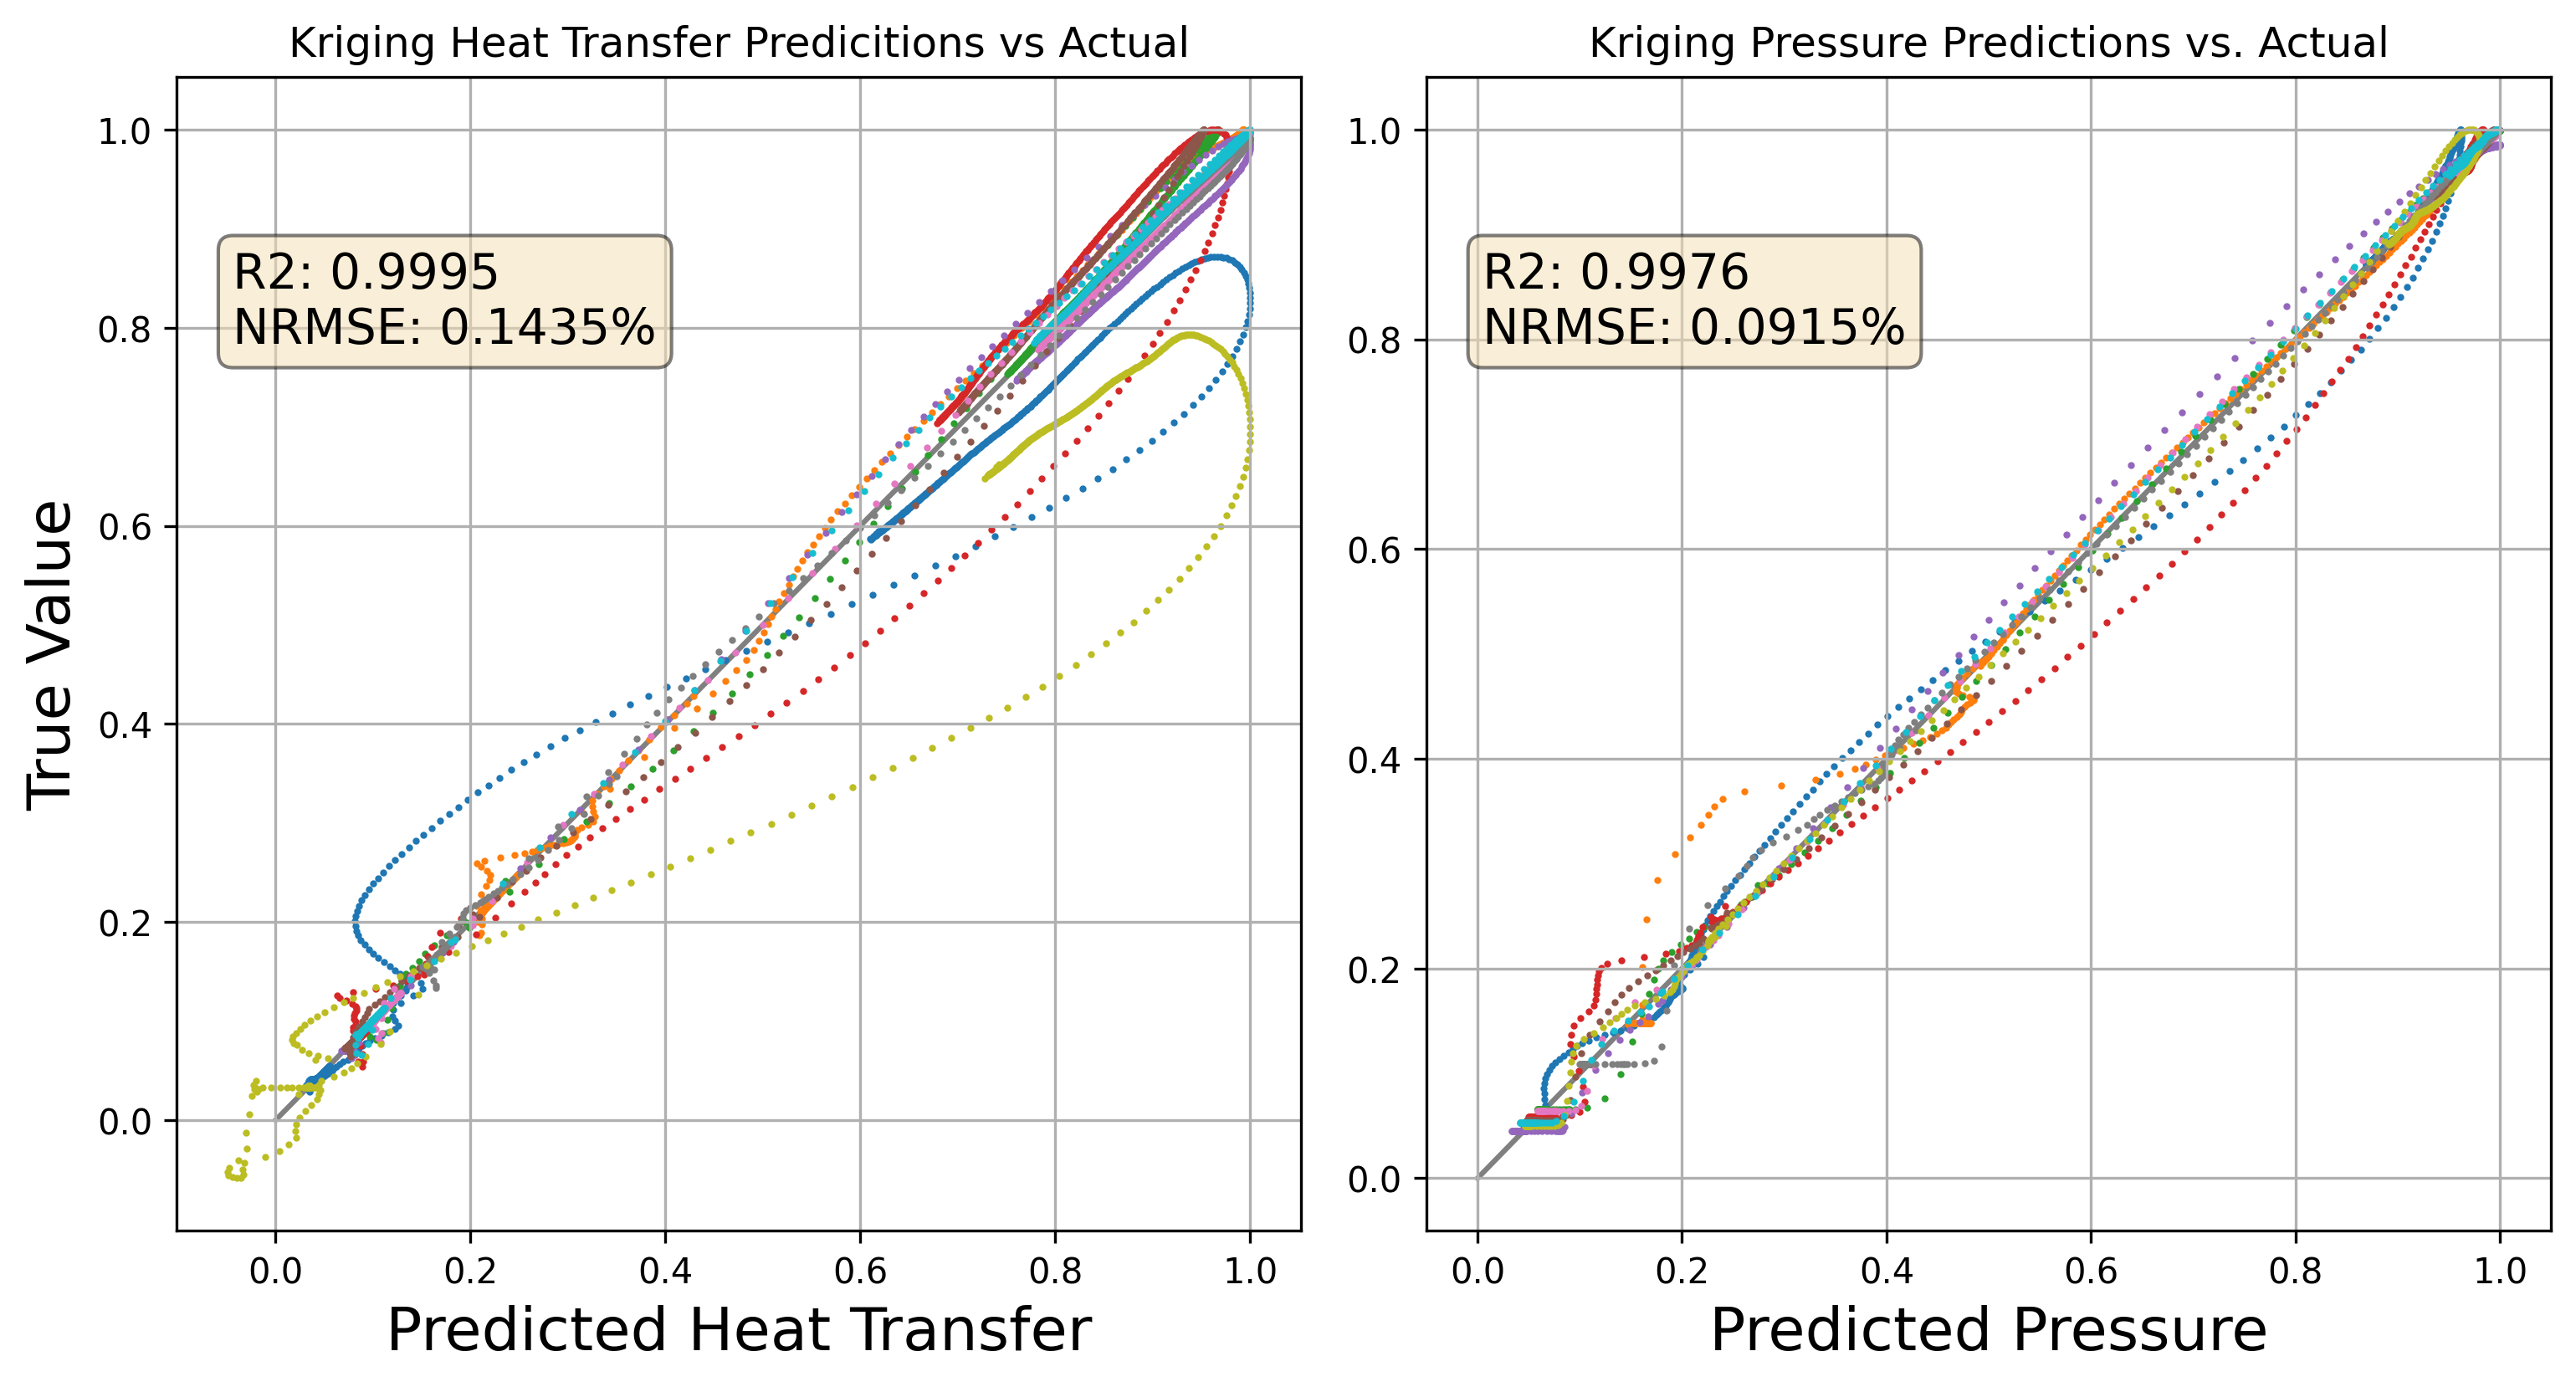 Kriging Heat Transfer Predicitions vs Actual
R2: 0.9995
NRMSE: 0.1435%
True Value
1.0
0.8
0.6
0.4
0.2
0.0
0.0 0.2 0.4 0.6 0.8 1.0
Predicted Heat Transfer
Kriging Pressure Predictions vs. Actual
R2: 0.9976
NRMSE: 0.0915%
1.0
0.8
0.6
0.4
0.2
0.0
0.0 0.2 0.4 0.6 0.8 1.0
Predicted Pressure